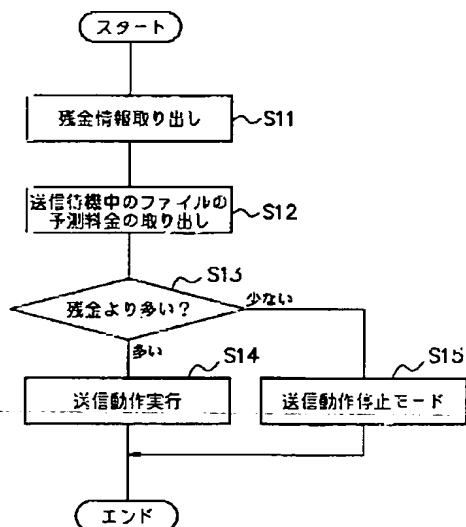 スタート
残金情報取り出し
S11
送信待機中のファイルの
予測料金の取り出し
S12
S13
残金より多い?
少ない
多い
S14
送信動作実行
S15
送信動作停止モード
エンド